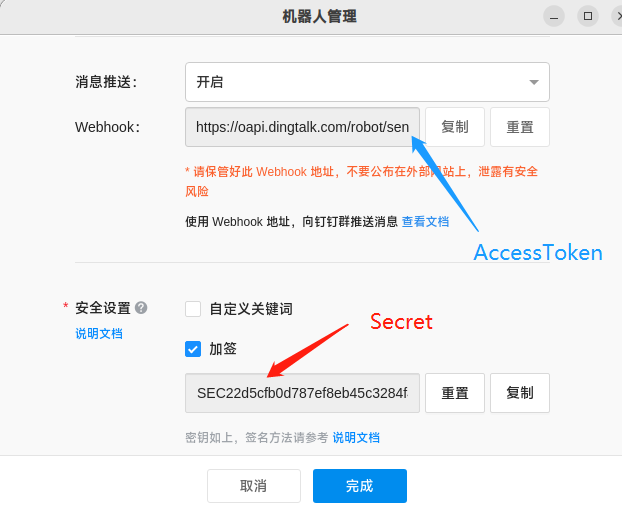 机器人管理
消息推送： 开启
Webhook： https://oapi.dingtalk.com/robot/sen 复制 重置
* 请保管好此 Webhook 地址，不要公布在外部网站上，泄露有安全
风险
使用 Webhook 地址，向钉钉群推送消息 查看文档
AccessToken
* 安全设置 ? 自定义关键词
说明文档
Secret
加签
SEC22d5cfb0d787ef8eb45c3284f 重置 复制
密钥如上，签名方法请参考 说明文档
取消 完成